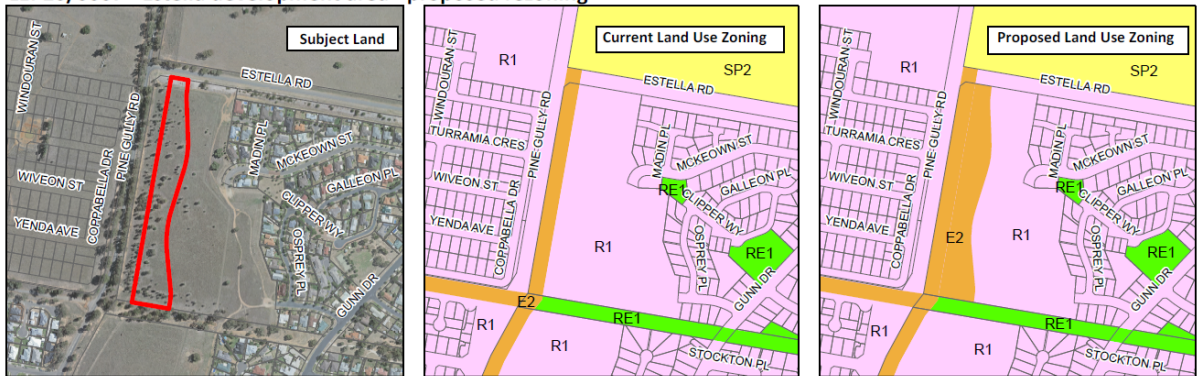 Subject Land
WINDOURAN ST
ESTELLA RD
PINE GULLY RD
COPPABELLA DR
MADIN PL
MCKEOWN ST
GALLEON PL
WIVEON ST
CLIPPER WY
YENDA AVE
OSPREY PL
GUNN DR
Current Land Use Zoning
R1
SP2
WINDOURAN ST
ESTELLA RD
PINE GULLY RD
TURRAMIA CRES
MADIN PL
MCKEOWN ST
WIVEON ST
COPPABELLA DR
RE1
GALLEON PL
CLIPPER WY
YENDA AVE
R1
OSPREY PL
RE1
GUNN DR
E2
RE1
R1
R1
STOCKTON PL
Proposed Land Use Zoning
R1
SP2
WINDOURAN ST
ESTELLA RD
PINE GULLY RD
TURRAMIA CRES
MADIN PL
MCKEOWN ST
WIVEON ST
COPPABELLA DR
RE1
GALLEON PL
CLIPPER WY
YENDA AVE
E2
R1
OSPREY PL
RE1
GUNN DR
RE1
R1
R1
STOCKTON PL